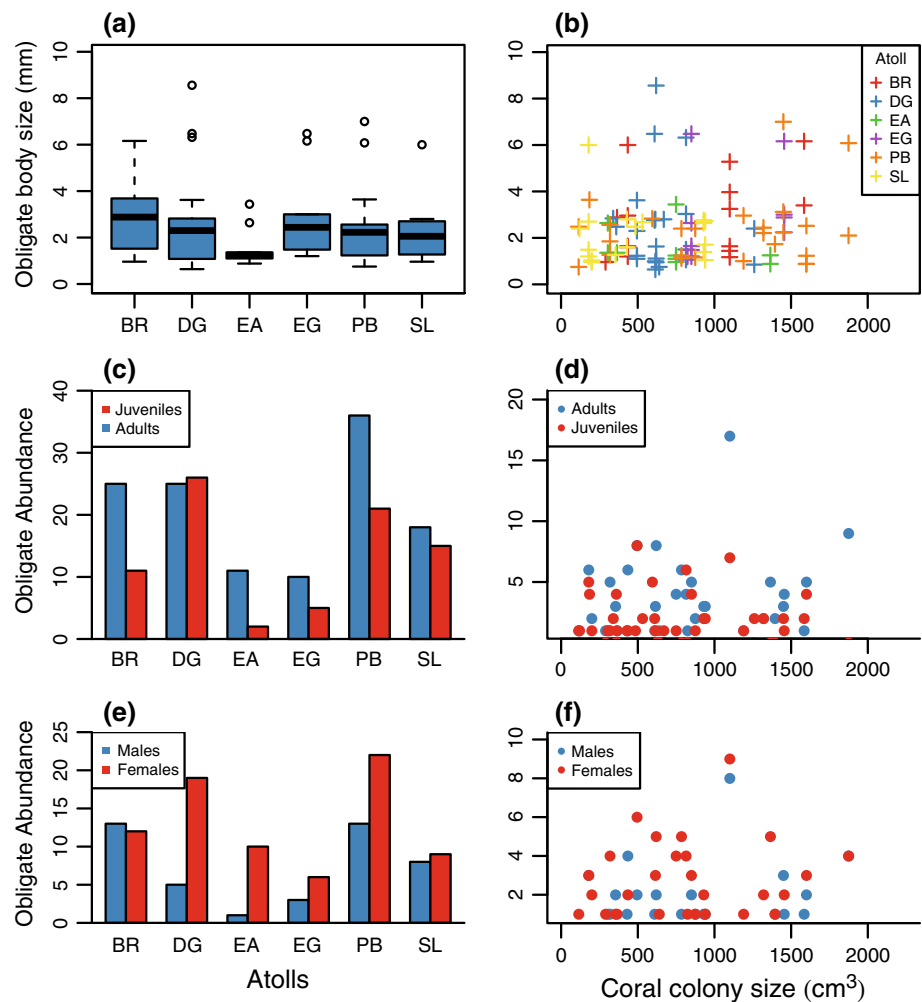 (a)
Obligate body size (mm)
0 2 4 6 8 10
BR DG EA EG PB SL
(b)
0 2 4 6 8 10
Atoll
BR
DG
EA
EG
PB
SL
0 500 1000 1500 2000
(c)
Obligate Abundance
0 10 20 30 40
Juveniles
Adults
BR DG EA EG PB SL
(d)
5 10 15 20
Adults
Juveniles
0 500 1000 1500 2000
(e)
Obligate Abundance
0 5 10 15 20 25
Males
Females
BR DG EA EG PB SL
Atolls
(f)
2 4 6 8 10
Males
Females
0 500 1000 1500 2000
Coral colony size (cm³)